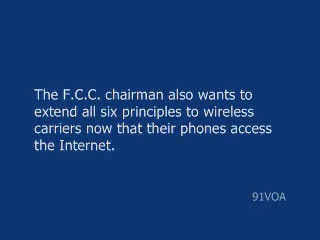 The F.C.C. chairman also wants to
extend all six principles to wireless
carriers now that their phones access
the Internet.
91VOA